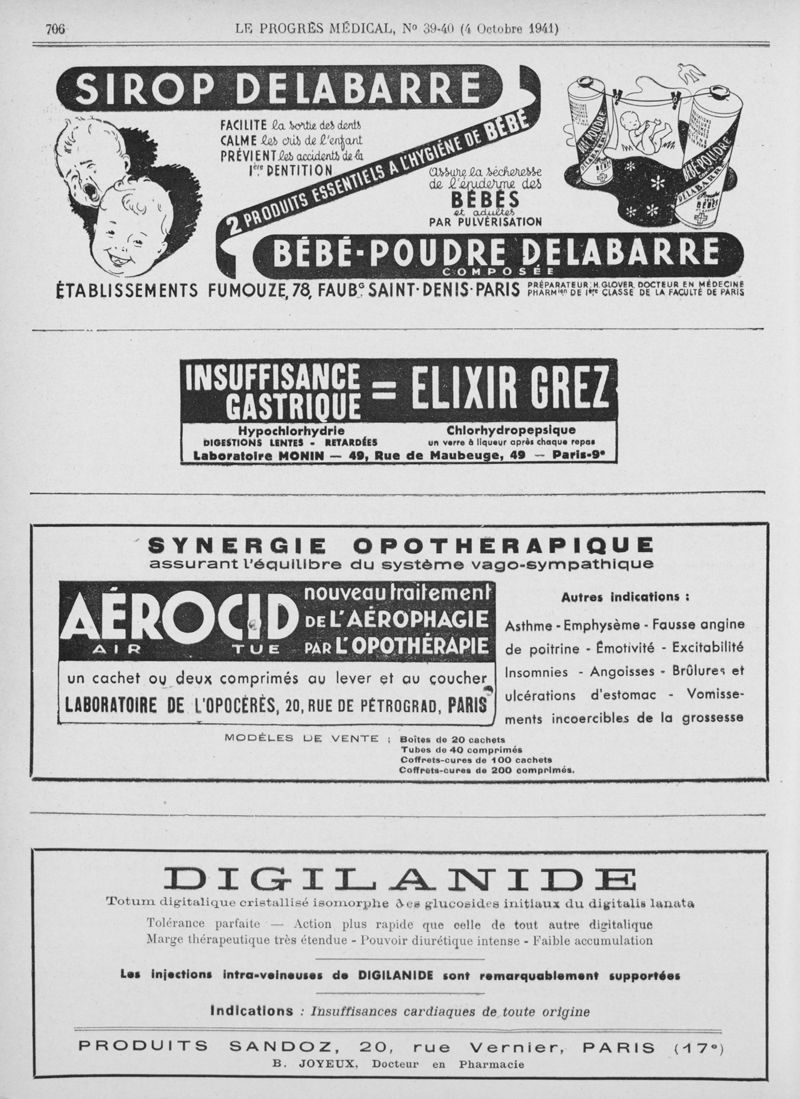 706
LE PROGRÈS MÉDICAL, No 39-40 (4 Octobre 1941)
SIROP DELABARRE
FACILITE la sortie des dents
CALME les cris de l'enfant
PRÉVIENT les accidents de la
1ère DENTITION
2 PRODUITS ESSENTIELS A L'HYGIÈNE DE BÉBÉ
Assure la sécheresse
de l'épiderme des
BÉBÉS
et adultes
PAR PULVÉRISATION
BÉBÉ-POUDRE
DELABARRE
BÉBÉ-POUDRE DELABARRE
COMPOSÉE
ÉTABLISSEMENTS FUMOUZE, 78, FAUBG SAINT-DENIS-PARIS
PRÉPARATEUR: H. GLOVER DOCTEUR EN MÉDECINE
PHARMien DE 1ère CLASSE DE LA FACULTÉ DE PARIS
INSUFFISANCE
GASTRIQUE
= ELIXIR GREZ
Hypochlorhydrie
DIGESTIONS LENTES - RETARDÉES
Chlorhydropepsique
un verre à liqueur après chaque repas
Laboratoire MONIN — 49, Rue de Maubeuge, 49 — Paris-9e
SYNERGIE OPOTHERAPIQUE
assurant l'équilibre du système vago-sympathique
AÉROCID
AIR TUE
nouveau traitement
DE L'AÉROPHAGIE
PAR L'OPOTHÉRAPIE
un cachet ou deux comprimés au lever et au coucher
LABORATOIRE DE L'OPOCÉRÈS, 20, RUE DE PÉTROGRAD, PARIS
Autres indications :
Asthme - Emphysème - Fausse angine
de poitrine - Émotivité - Excitabilité
Insomnies - Angoisses - Brûlures et
ulcérations d'estomac - Vomisse-
ments incoercibles de la grossesse
MODÈLES DE VENTE : Boîtes de 20 cachets
Tubes de 40 comprimés
Coffrets-cures de 100 cachets
Coffrets-cures de 200 comprimés.
DIGILANIDE
Totum digitalique cristallisé isomorphe des glucosides initiaux du digitalis lanata
Tolérance parfaite — Action plus rapide que celle de tout autre digitalique
Marge thérapeutique très étendue - Pouvoir diurétique intense - Faible accumulation
Les injections intra-veineuses de DIGILANIDE sont remarquablement supportées
Indications : Insuffisances cardiaques de toute origine
PRODUITS SANDOZ, 20, rue Vernier, PARIS (17e)
B. JOYEUX, Docteur en Pharmacie